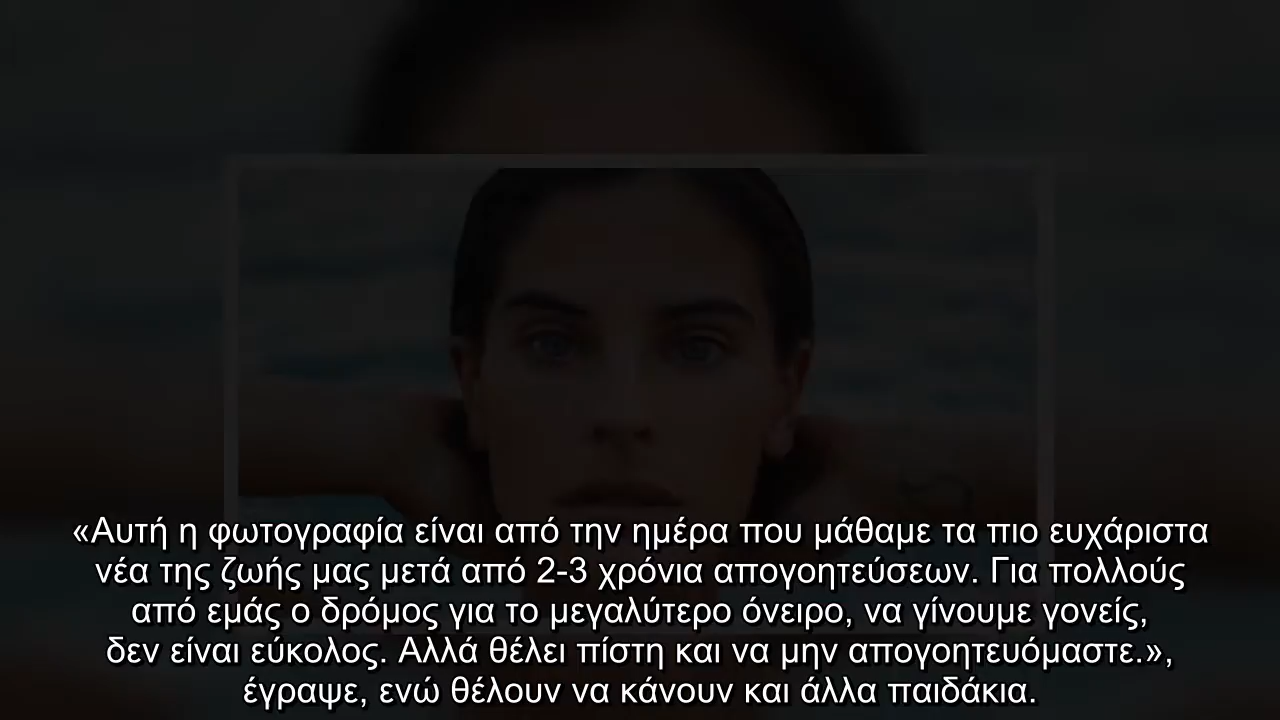 «Αυτή η φωτογραφία είναι από την ημέρα που μάθαμε τα πιο ευχάριστα
νέα της ζωής μας μετά από 2-3 χρόνια απογοητεύσεων. Για πολλούς
από εμάς ο δρόμος για το μεγαλύτερο όνειρο, να γίνουμε γονείς,
δεν είναι εύκολος. Αλλά θέλει πίστη και να μην απογοητευόμαστε.»,
έγραψε, ενώ θέλουν να κάνουν και άλλα παιδάκια.